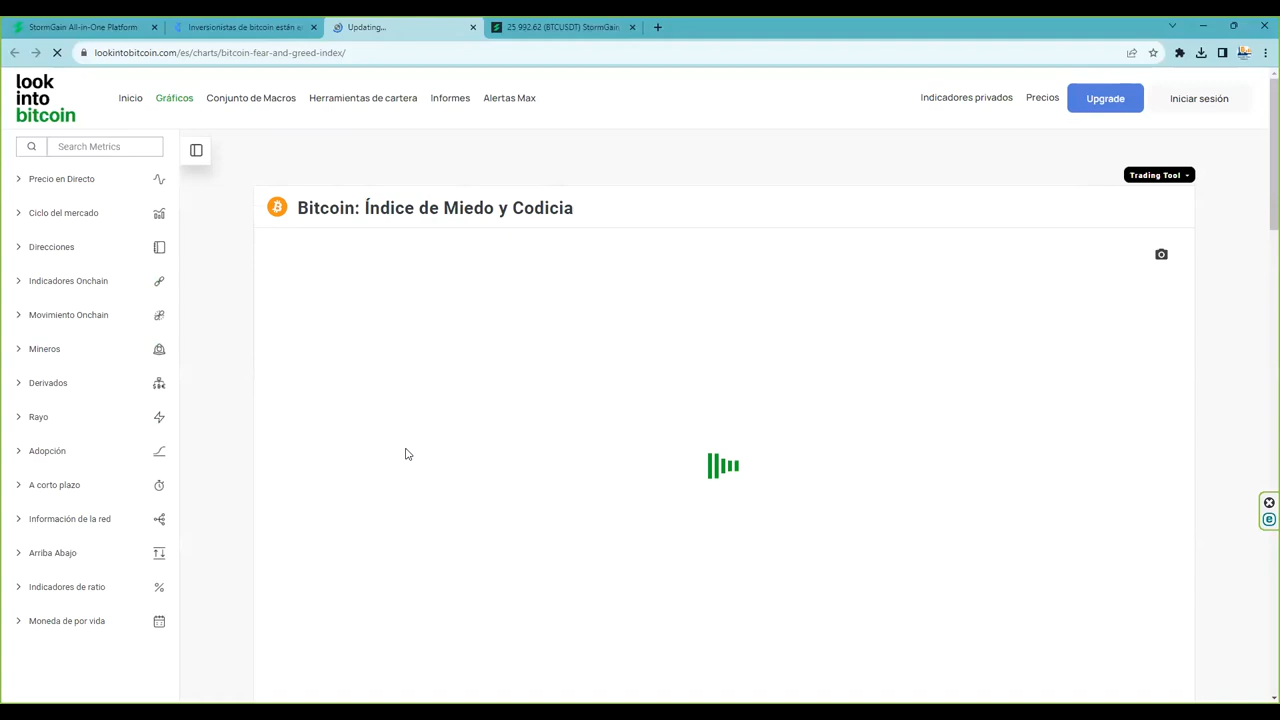 StormGain All-in-One Platform
Inversionistas de bitcoin están e
Updating...
25 992.62 (BTCUSDT) StormGain
lookintobitcoin.com/es/charts/bitcoin-fear-and-greed-index/
look
into
bitcoin
Inicio
Gráficos
Conjunto de Macros
Herramientas de cartera
Informes
Alertas Max
Indicadores privados
Precios
Upgrade
Iniciar sesión
Search Metrics
Precio en Directo
Ciclo del mercado
Direcciones
Indicadores Onchain
Movimiento Onchain
Mineros
Derivados
Rayo
Adopción
A corto plazo
Información de la red
Arriba Abajo
Indicadores de ratio
Moneda de por vida
Trading Tool
Bitcoin: Índice de Miedo y Codicia